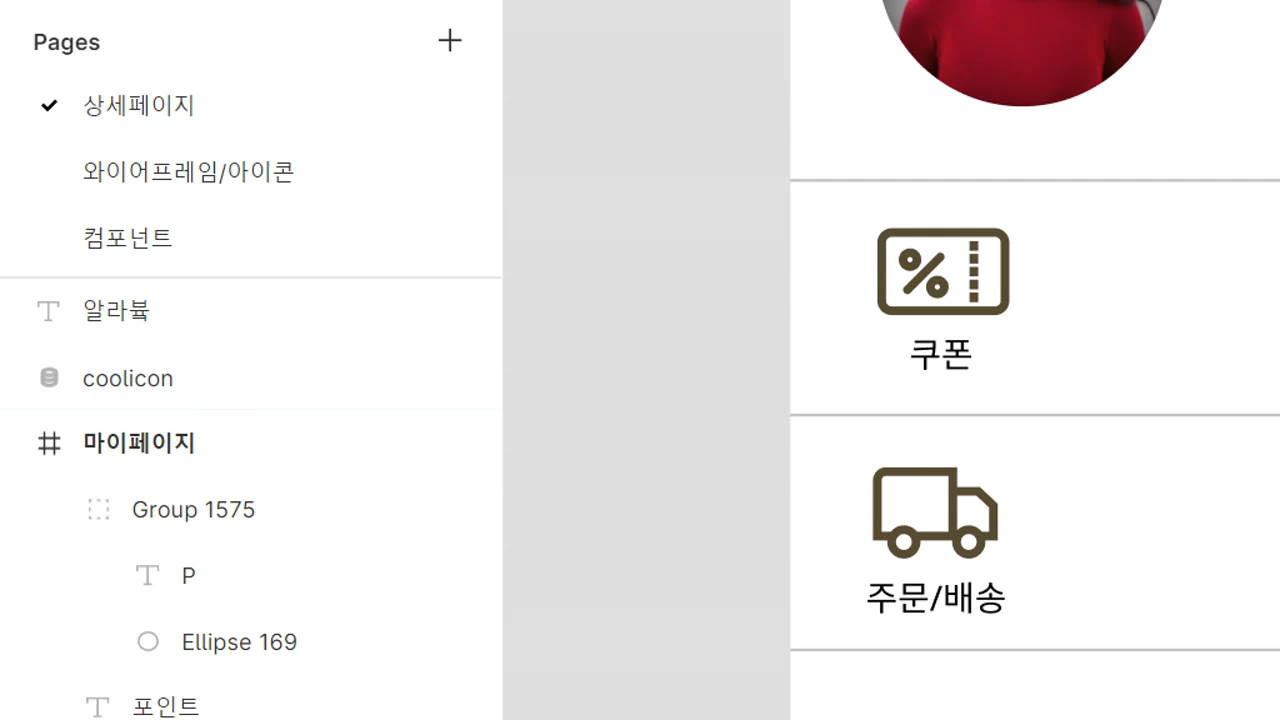 Pages
상세페이지
와이어프레임/아이콘
컴포넌트
알라뷰
coolicon
마이페이지
Group 1575
P
Ellipse 169
포인트
쿠폰
주문/배송